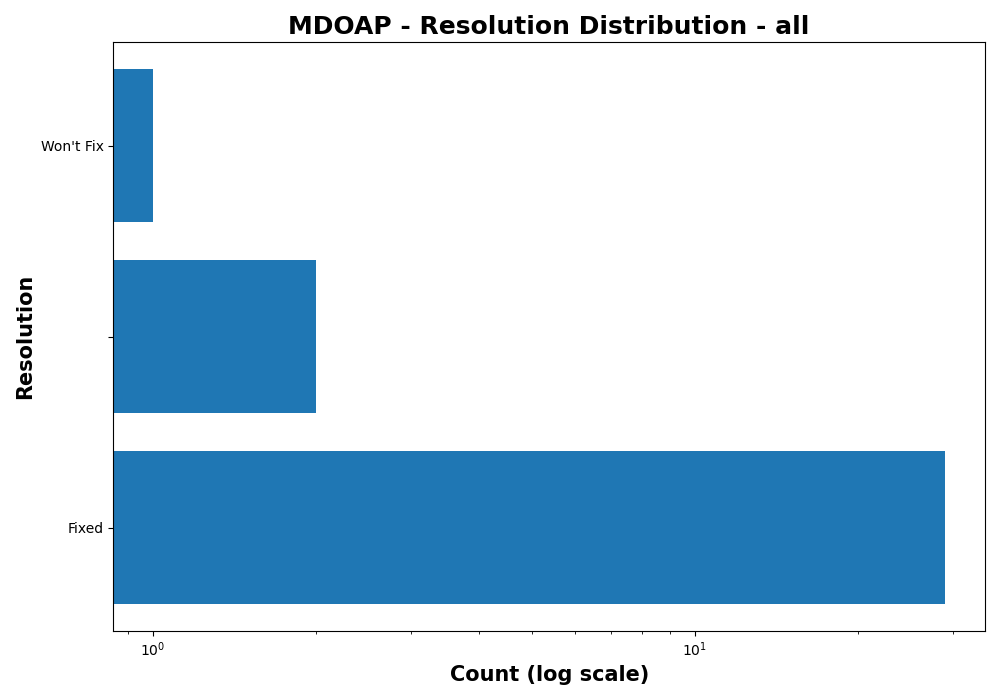 MDOAP - Resolution Distribution - all
Won't Fix
Resolution
Fixed
10⁰
10¹
Count (log scale)